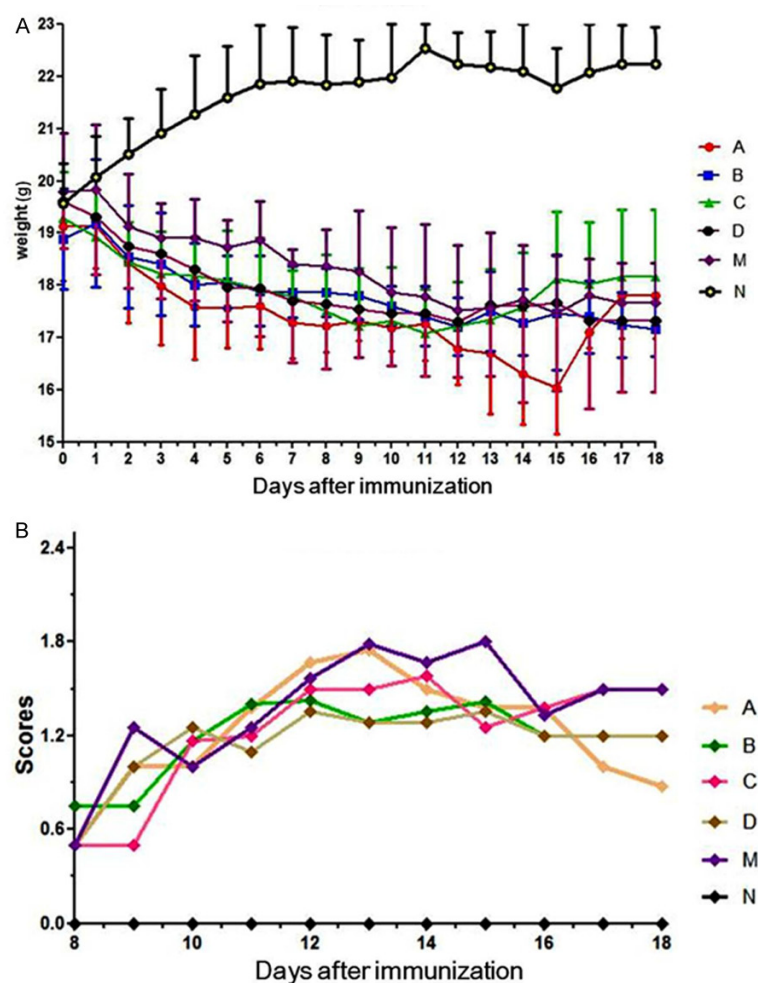 A
23
22
21
20
19
18
17
16
15
weight (g)
0 1 2 3 4 5 6 7 8 9 10 11 12 13 14 15 16 17 18
Days after immunization
A
B
C
D
M
N
B
2.4
1.8
1.2
0.6
0.0
Scores
8 10 12 14 16 18
Days after immunization
A
B
C
D
M
N